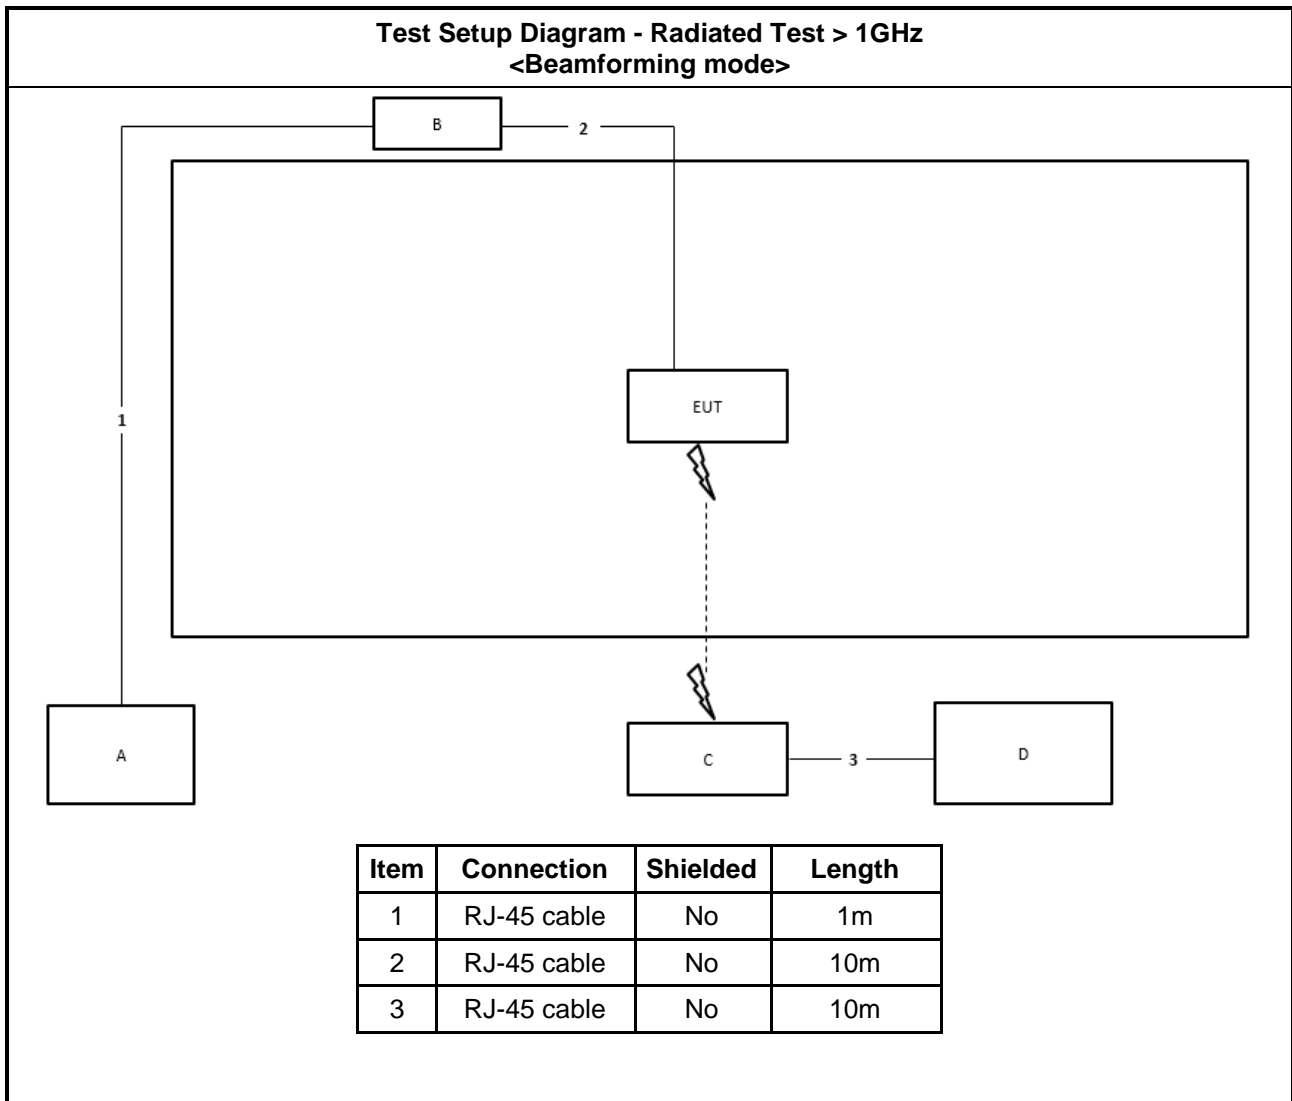 Test Setup Diagram - Radiated Test > 1GHz
<Beamforming mode>
B
2
1
EUT
A
C
3
D
Item Connection Shielded Length
1 RJ-45 cable No 1m
2 RJ-45 cable No 10m
3 RJ-45 cable No 10m